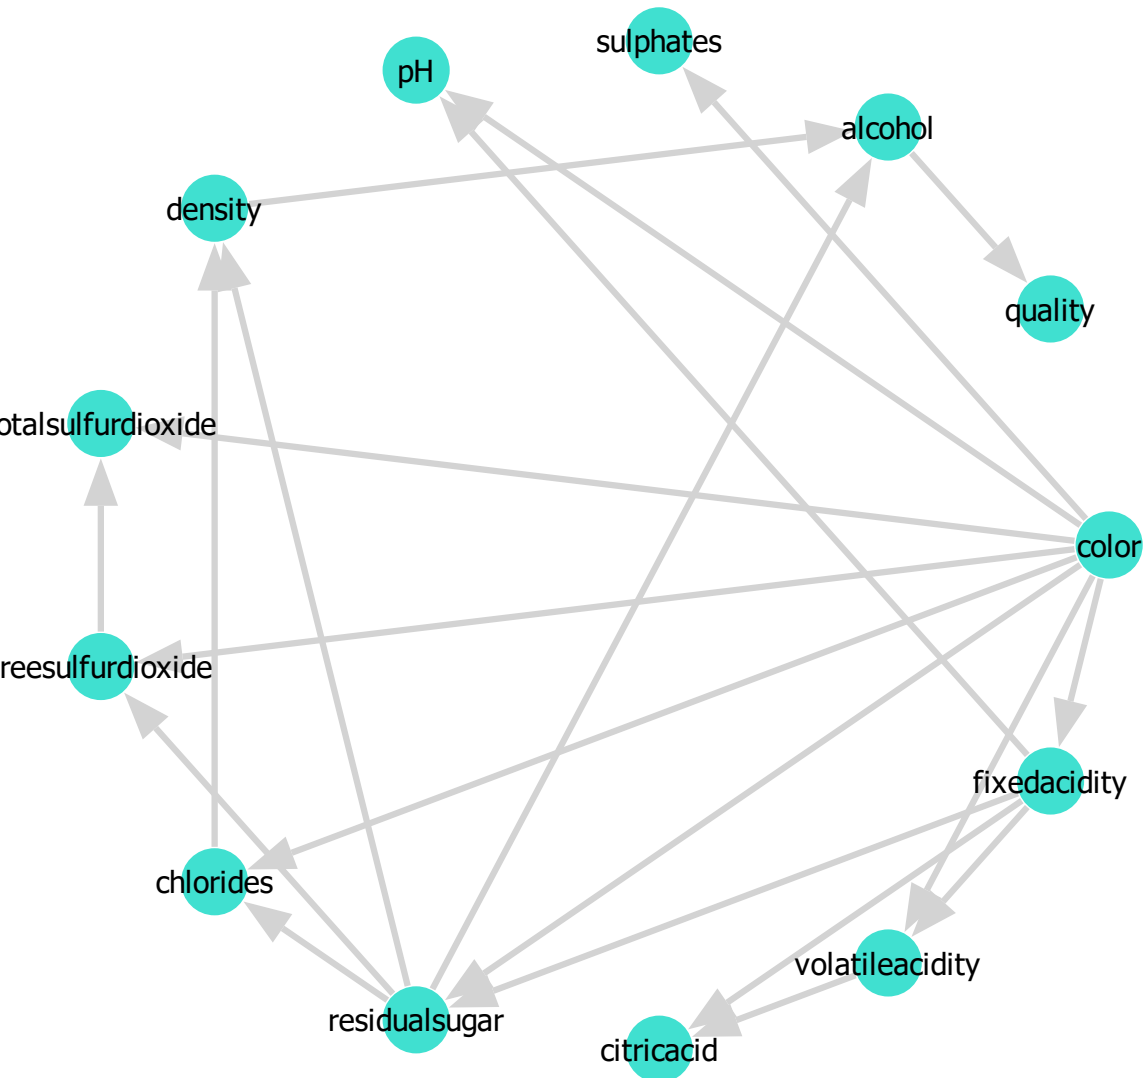 sulphates
pH
alcohol
density
quality
otalsulfurdioxide
color
reesulfurdioxide
fixedacidity
chlorides
volatileacidity
residualsugar
citricacid